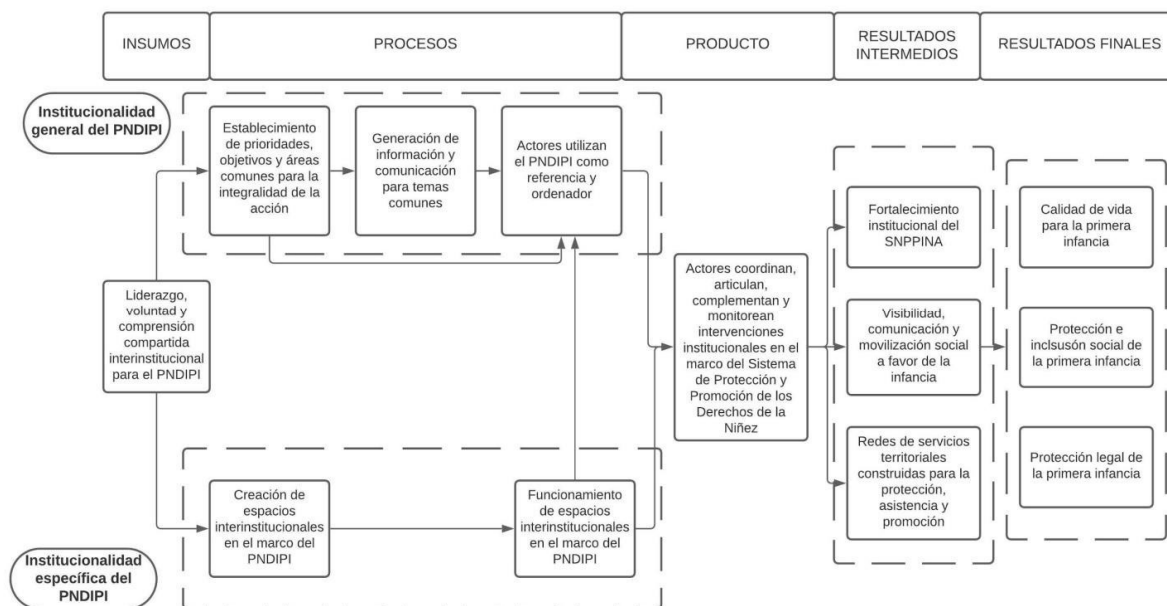 INSUMOS
PROCESOS
PRODUCTO
RESULTADOS
INTERMEDIOS
RESULTADOS FINALES
Institucionalidad
general del PNDIPI
Establecimiento
de prioridades,
objetivos y áreas
comunes para la
integralidad de la
acción
Generación de
información y
comunicación
para temas
comunes
Actores utilizan
el PNDIPI como
referencia y
ordenador
Liderazgo,
voluntad y
comprensión
compartida
interinstitucional
para el PNDIPI
Actores coordinan,
articulan,
complementan y
monitorean
intervenciones
institucionales en el
marco del Sistema
de Protección y
Promoción de los
Derechos de la
Niñez
Fortalecimiento
institucional del
SNPPINA
Visibilidad,
comunicación y
movilización social
a favor de la
infancia
Redes de servicios
territoriales
construidas para la
protección,
asistencia y
promoción
Calidad de vida
para la primera
infancia
Protección e
inclsusón social de
la primera infancia
Protección legal de
la primera infancia
Creación de
espacios
interinstitucionales
en el marco del
PNDIPI
Funcionamiento
de espacios
interinstitucionales
en el marco del
PNDIPI
Institucionalidad
específica del
PNDIPI